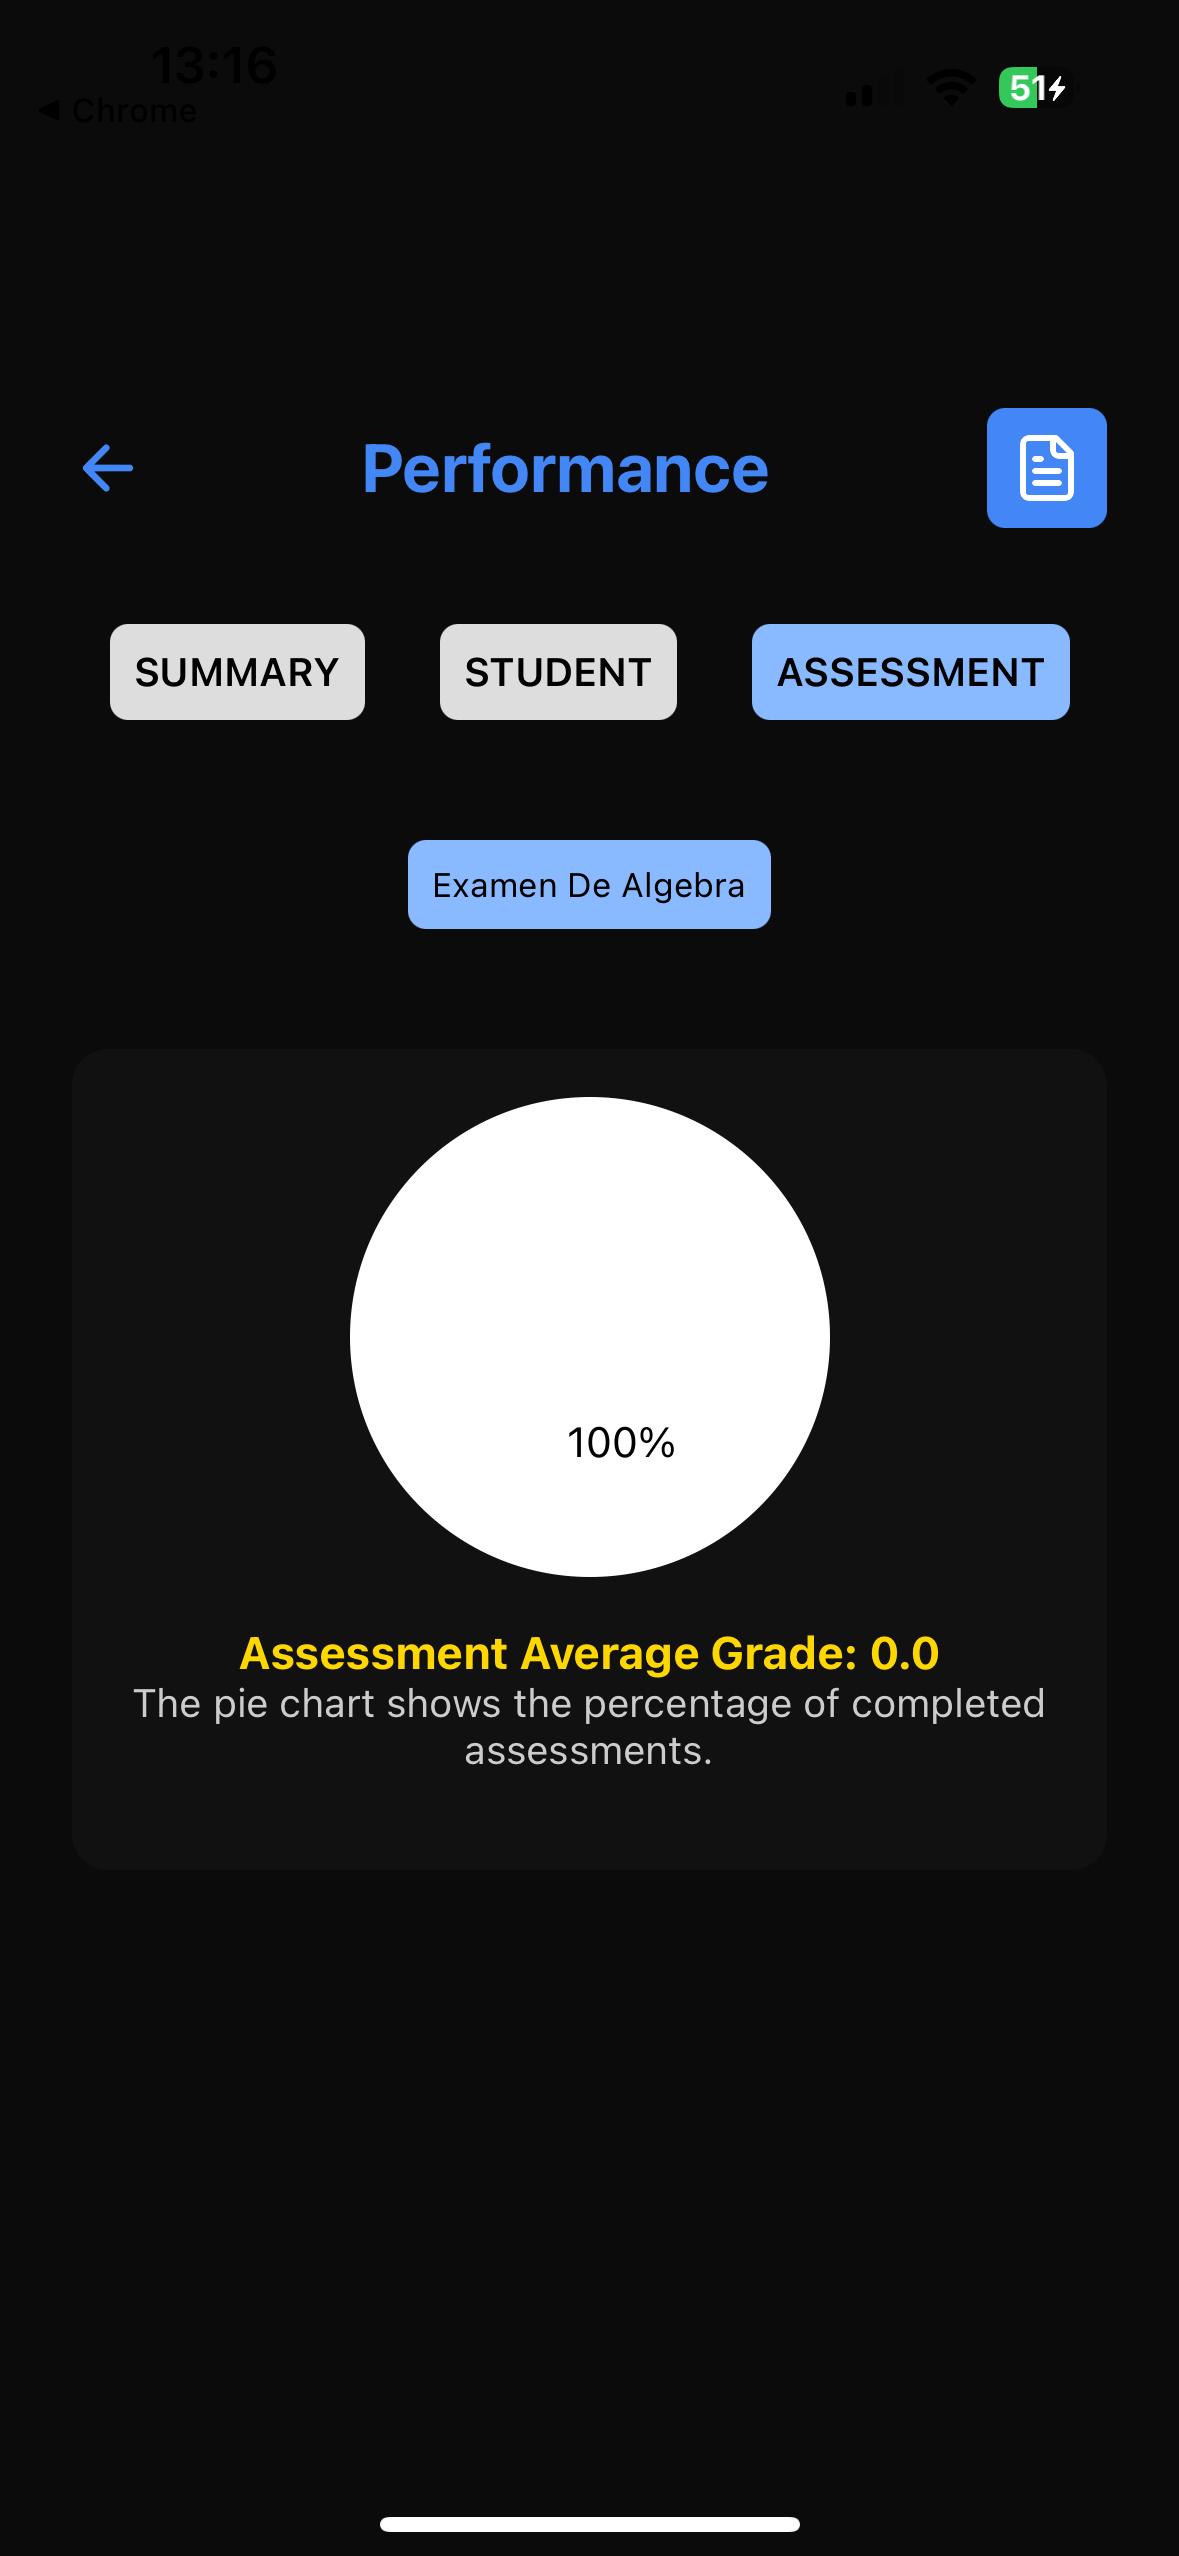 13:16
Chrome
51
Performance
SUMMARY
STUDENT
ASSESSMENT
Examen De Algebra
100%
Assessment Average Grade: 0.0
The pie chart shows the percentage of completed
assessments.